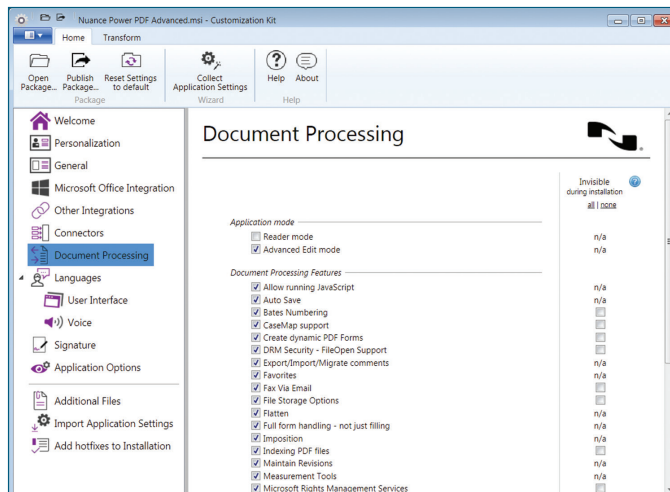 Nuance Power PDF Advanced.msi - Customization Kit
Home Transform
Open Package...
Publish Package...
Reset Settings to default
Package
Collect Application Settings
Wizard
Help
About
Help
Welcome
Personalization
General
Microsoft Office Integration
Other Integrations
Connectors
Document Processing
Languages
User Interface
Voice
Signature
Application Options
Additional Files
Import Application Settings
Add hotfixes to Installation
Document Processing
Invisible
during installation
all | none
Application mode
Reader mode n/a
Advanced Edit mode n/a
Document Processing Features
Allow running JavaScript n/a
Auto Save n/a
Bates Numbering
CaseMap support
Create dynamic PDF Forms
DRM Security - FileOpen Support
Export/Import/Migrate comments n/a
Favorites n/a
Fax Via Email
File Storage Options
Flatten n/a
Full form handling - not just filling n/a
Imposition n/a
Indexing PDF files
Maintain Revisions n/a
Measurement Tools n/a
Microsoft Rights Management Services